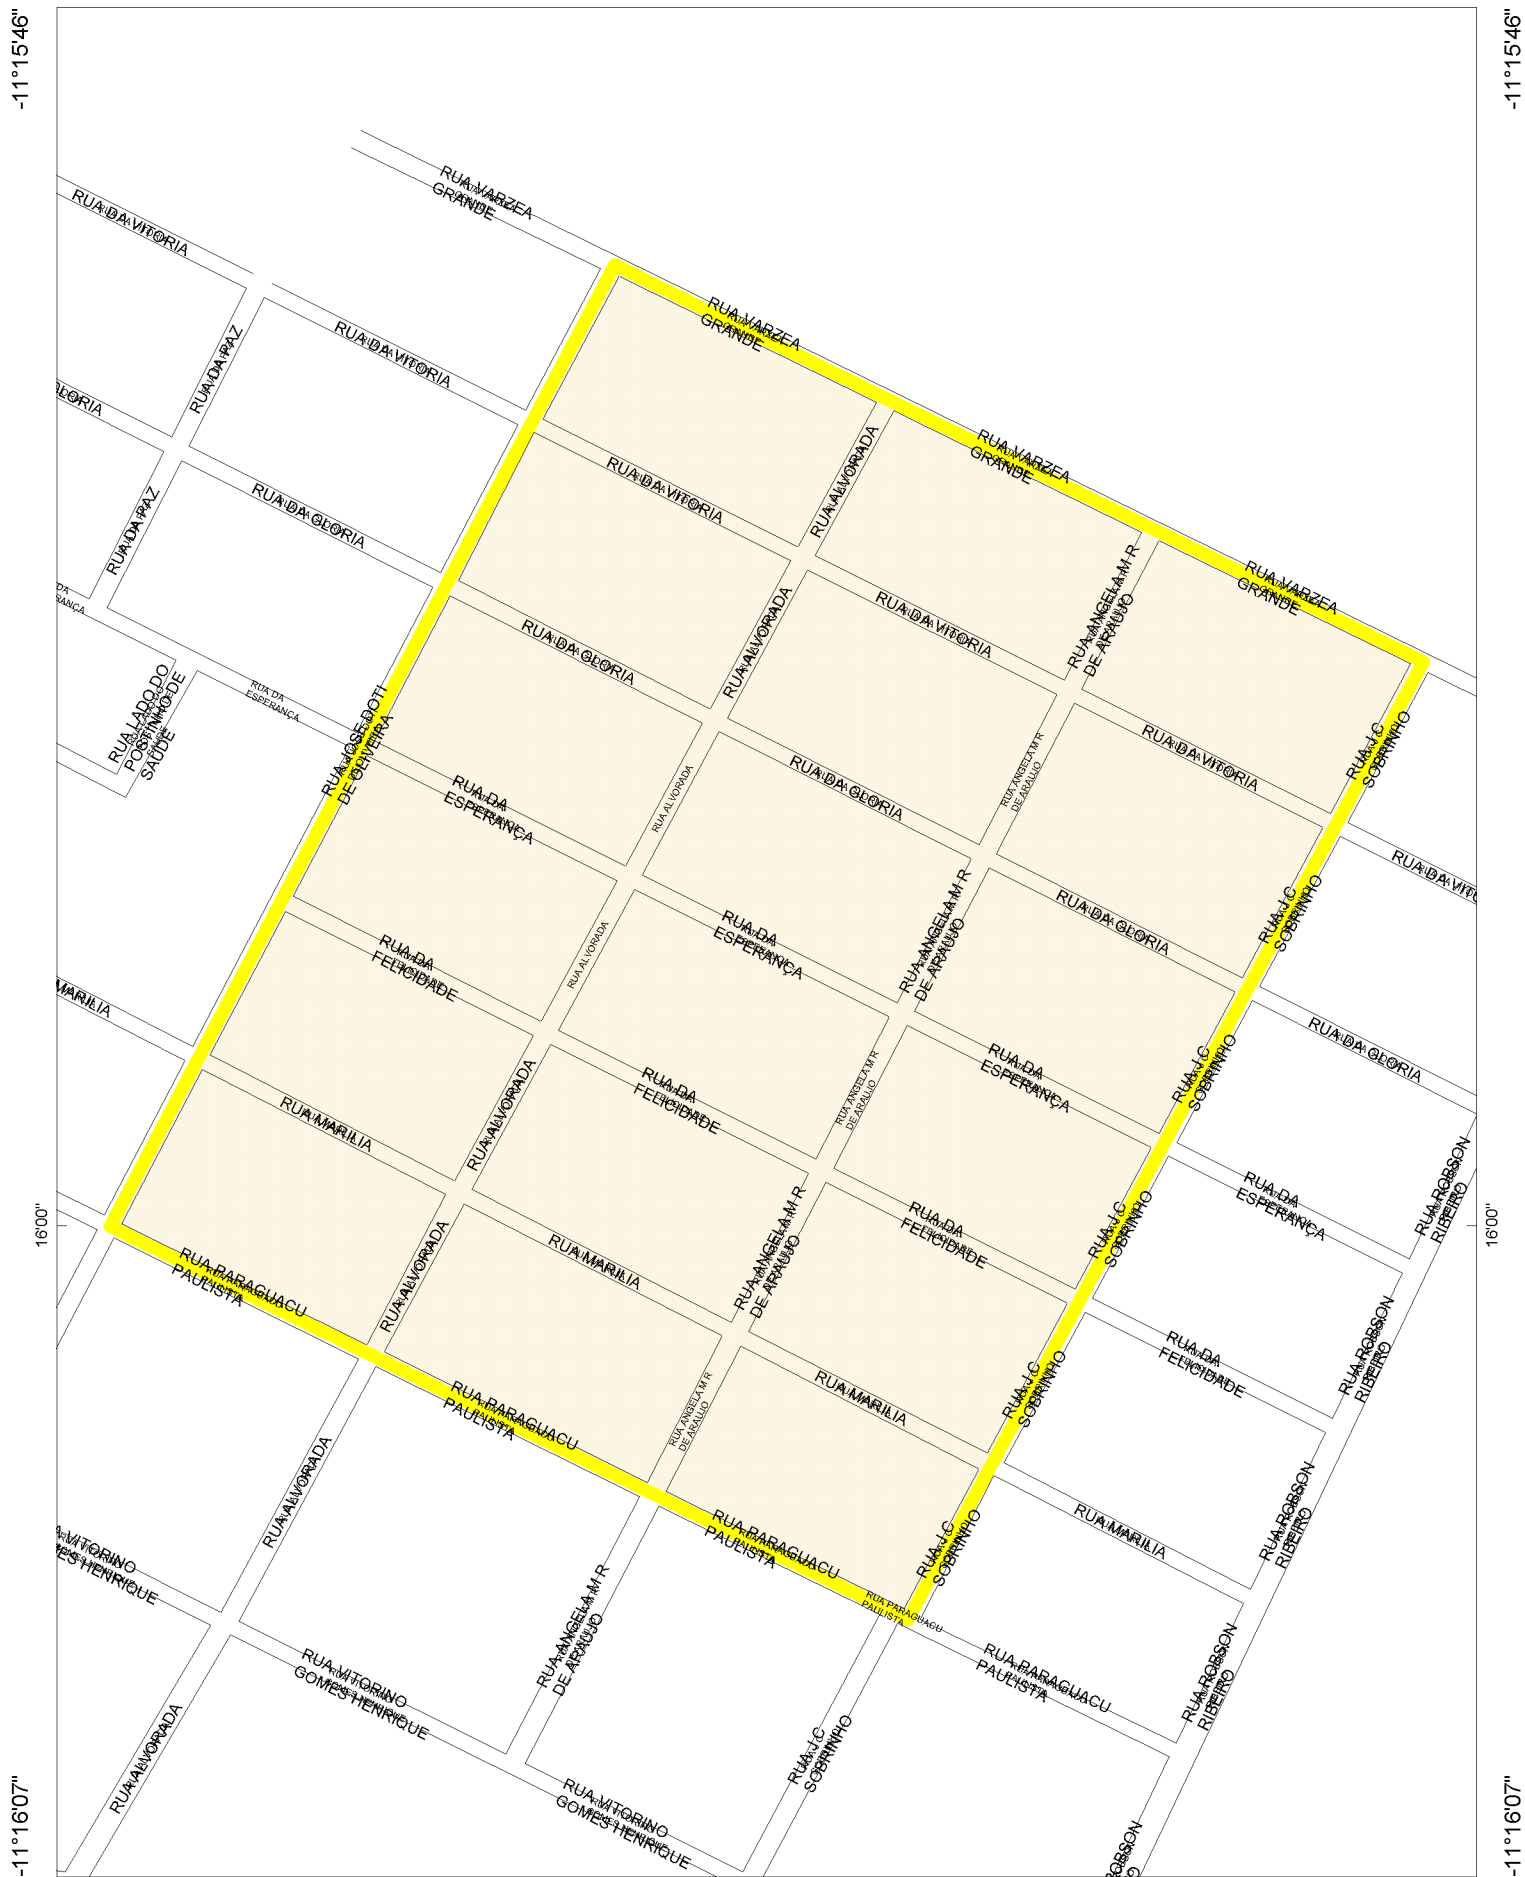 -11°15'46"
-11°15'46"
RUA VARZEA
GRANDE
RUA DA VITORIA
RUA VARZEA
GRANDE
RUA DA PAZ
RUA DA VITORIA
GLORIA
RUA ALVORADA
RUA VARZEA
GRANDE
RUA DA VITORIA
RUA DA PAZ
RUA DA GLORIA
RUA ANGELA M R
DE ARAUJO
RUA VARZEA
GRANDE
DA
RANÇA
RUA ALVORADA
RUA DA VITORIA
RUA DA GLORIA
RUA LADO DO
POSTINHO DE
SAÚDE
RUA DA
ESPERANÇA
RUA JOSE DOTI
DE OLIVEIRA
RUA DA VITORIA
RUA J C
SOBRINHO
RUA ALVORADA
RUA DA GLORIA
RUA ANGELA M R
DE ARAUJO
RUA DA
ESPERANÇA
RUA DA VITO
RUA J C
SOBRINHO
RUA ANGELA M R
DE ARAUJO
RUA DA GLORIA
RUA DA
ESPERANÇA
RUA ALVORADA
RUA DA
FELICIDADE
MARILIA
RUA J C
SOBRINHO
RUA DA GLORIA
RUA DA
ESPERANÇA
RUA ANGELA M R
DE ARAUJO
RUA DA
FELICIDADE
RUA ALVORADA
RUA MARILIA
RUA ROBSON
RIBEIRO
RUA DA
ESPERANÇA
RUA J C
SOBRINHO
RUA DA
FELICIDADE
RUA ANGELA M R
DE ARAUJO
16'00"
16'00"
RUA ALVORADA
RUA MARILIA
RUA PARAGUACU
PAULISTA
RUA ROBSON
RIBEIRO
RUA DA
FELICIDADE
RUA J C
SOBRINHO
RUA MARILIA
RUA ANGELA M R
DE ARAUJO
RUA PARAGUACU
PAULISTA
RUA ALVORADA
RUA ROBSON
RIBEIRO
RUA MARILIA
RUA J C
SOBRINHO
RUA PARAGUACU
PAULISTA
A VITORINO
MES HENRIQUE
RUA ANGELA M R
DE ARAUJO
RUA PARAGUACU
PAULISTA
RUA ROBSON
RIBEIRO
RUA PARAGUACU
PAULISTA
RUA VITORINO
GOMES HENRIQUE
RUA ALVORADA
RUA J C
SOBRINHO
RUA VITORINO
GOMES HENRIQUE
OBSON
-11°16'07"
-11°16'07"